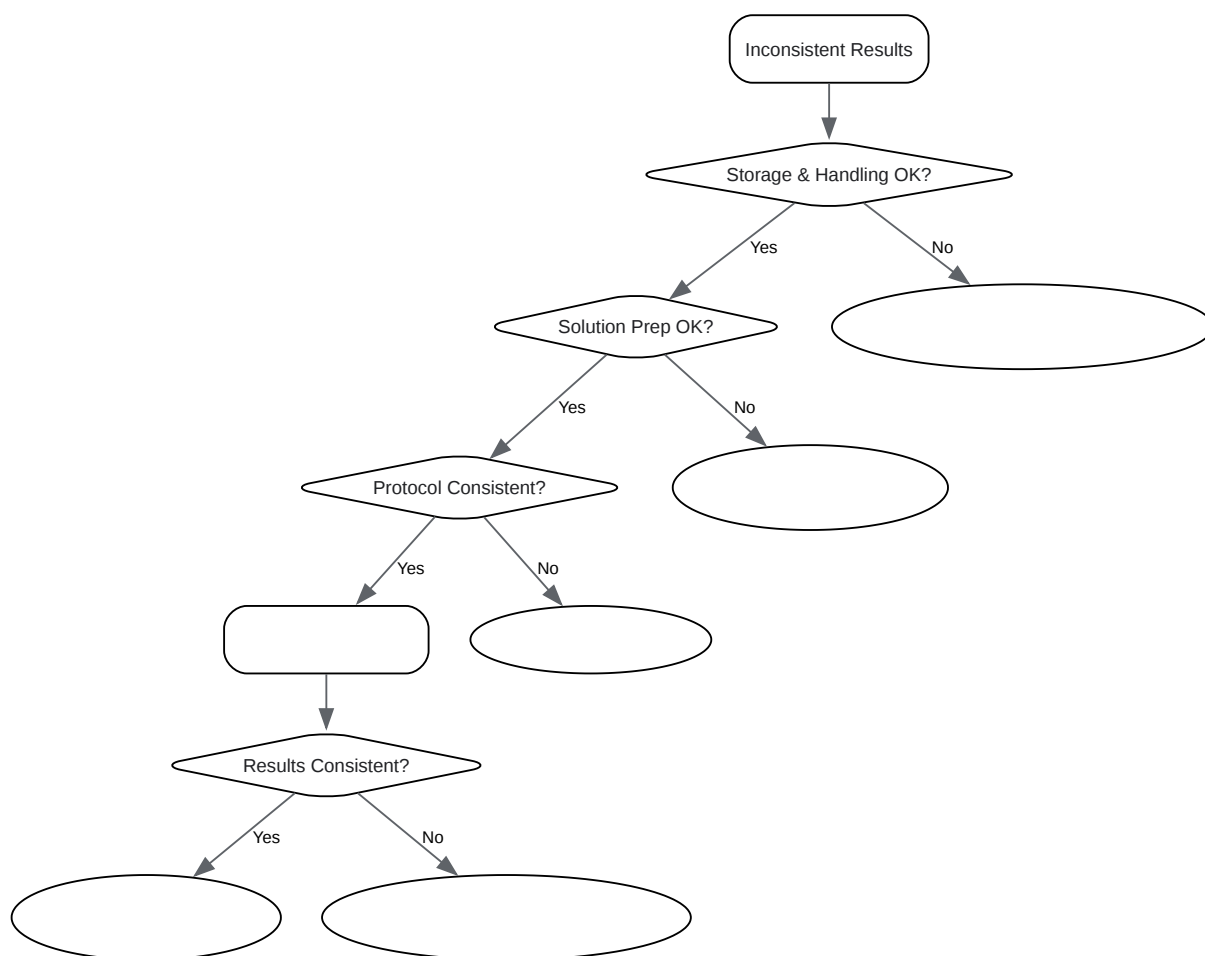 Inconsistent Results
Storage & Handling OK?
Yes
No
Solution Prep OK?
Yes
No
Protocol Consistent?
Yes
No
Results Consistent?
Yes
No